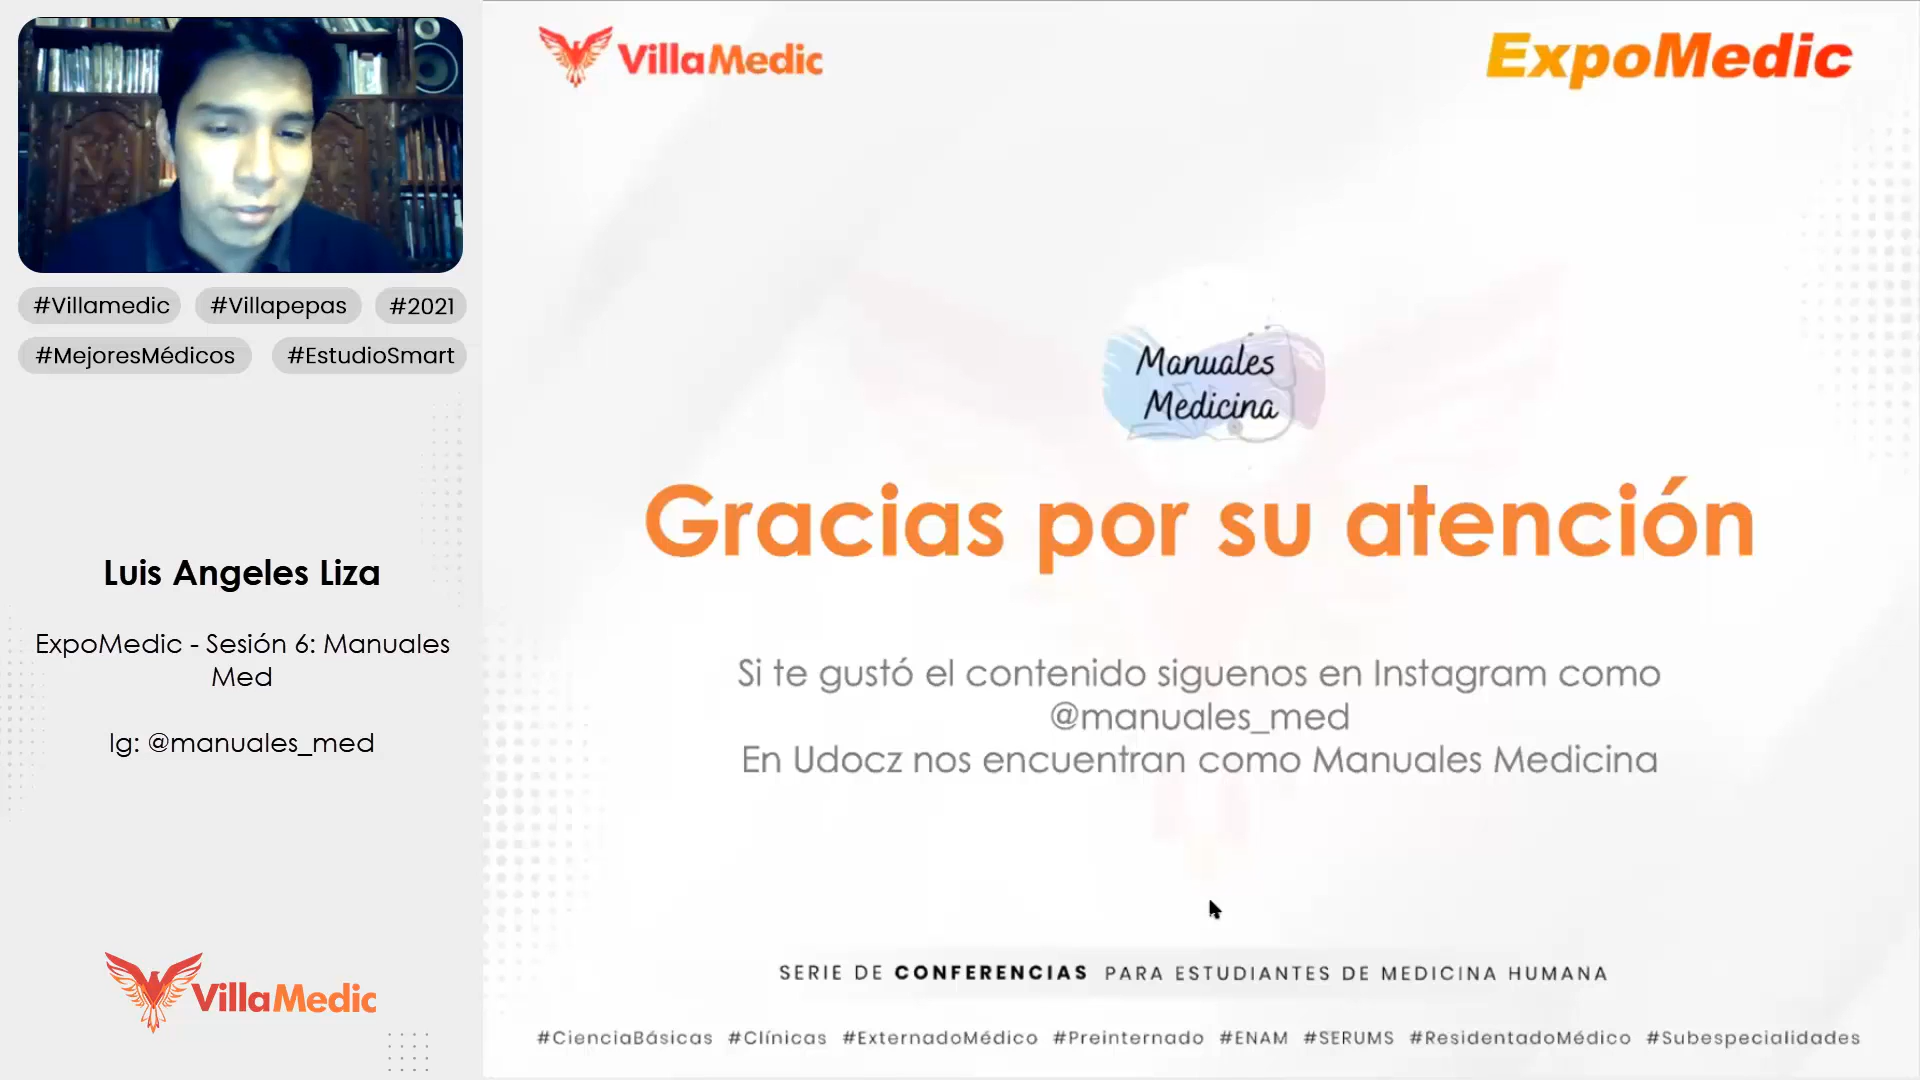 #Villamedic #Villapepas #2021
#MejoresMédicos #EstudioSmart
Luis Angeles Liza
ExpoMedic - Sesión 6: Manuales
Med
Ig: @manuales_med
VillaMedic
VillaMedic
ExpoMedic
Manuales
Medicina
Gracias por su atención
Si te gustó el contenido siguenos en Instagram como
@manuales_med
En Udocz nos encuentran como Manuales Medicina
SERIE DE CONFERENCIAS PARA ESTUDIANTES DE MEDICINA HUMANA
#CienciaBásicas #Clínicas #ExternadoMédico #Preinternado #ENAM #SERUMS #ResidentadoMédico #Subespecialidades